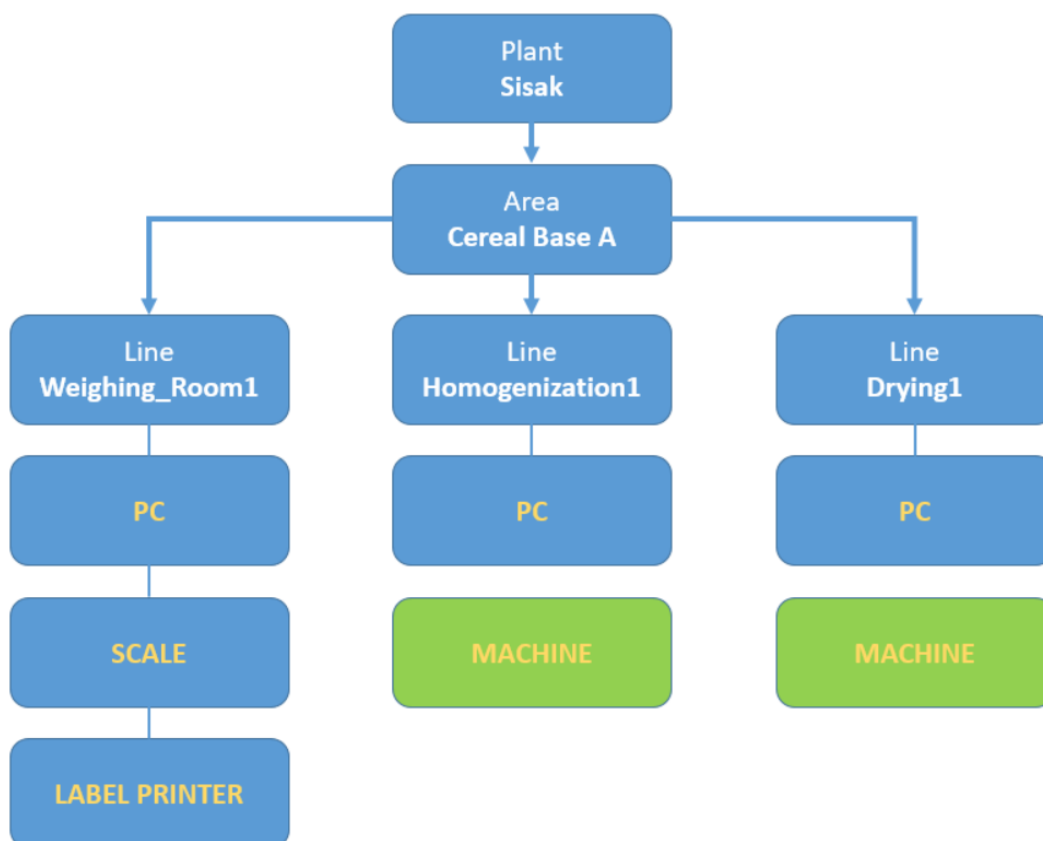 Plant
Sisak
Area
Cereal Base A
Line
Weighing_Room1
Line
Homogenization1
Line
Drying1
PC
PC
PC
SCALE
MACHINE
MACHINE
LABEL PRINTER